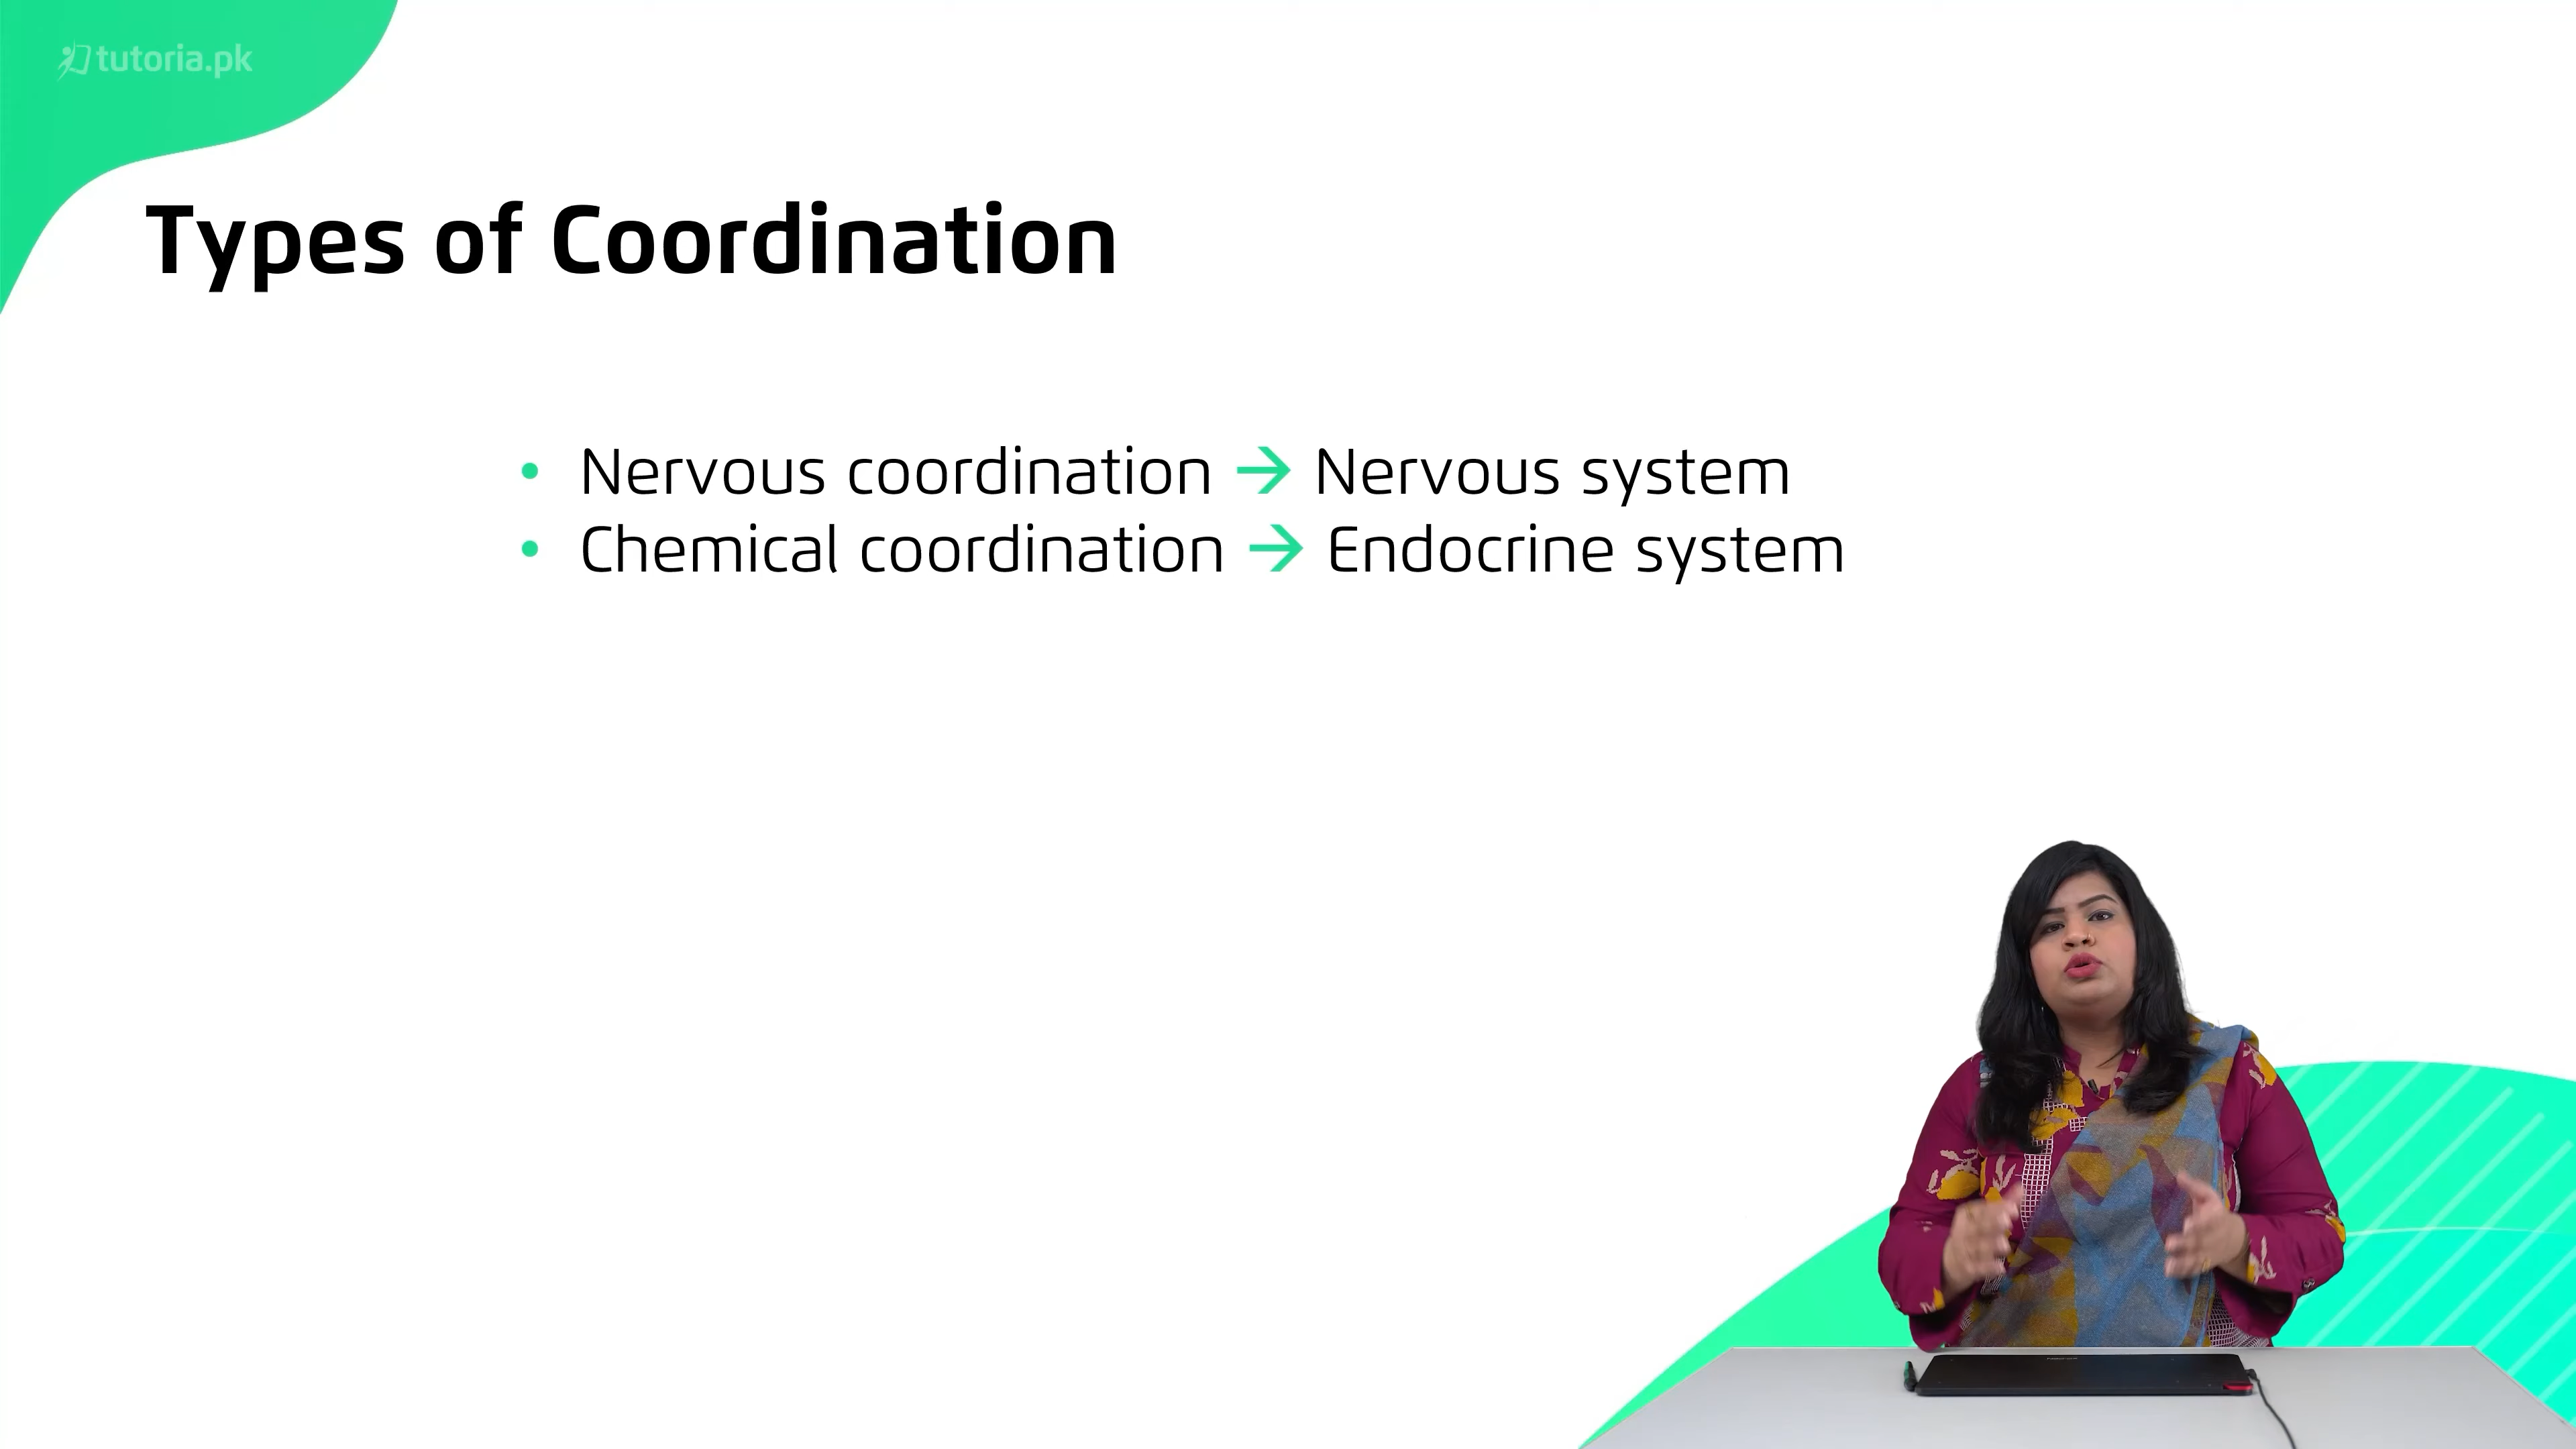 tutoria.pk
Types of Coordination
• Nervous coordination → Nervous system
• Chemical coordination → Endocrine system